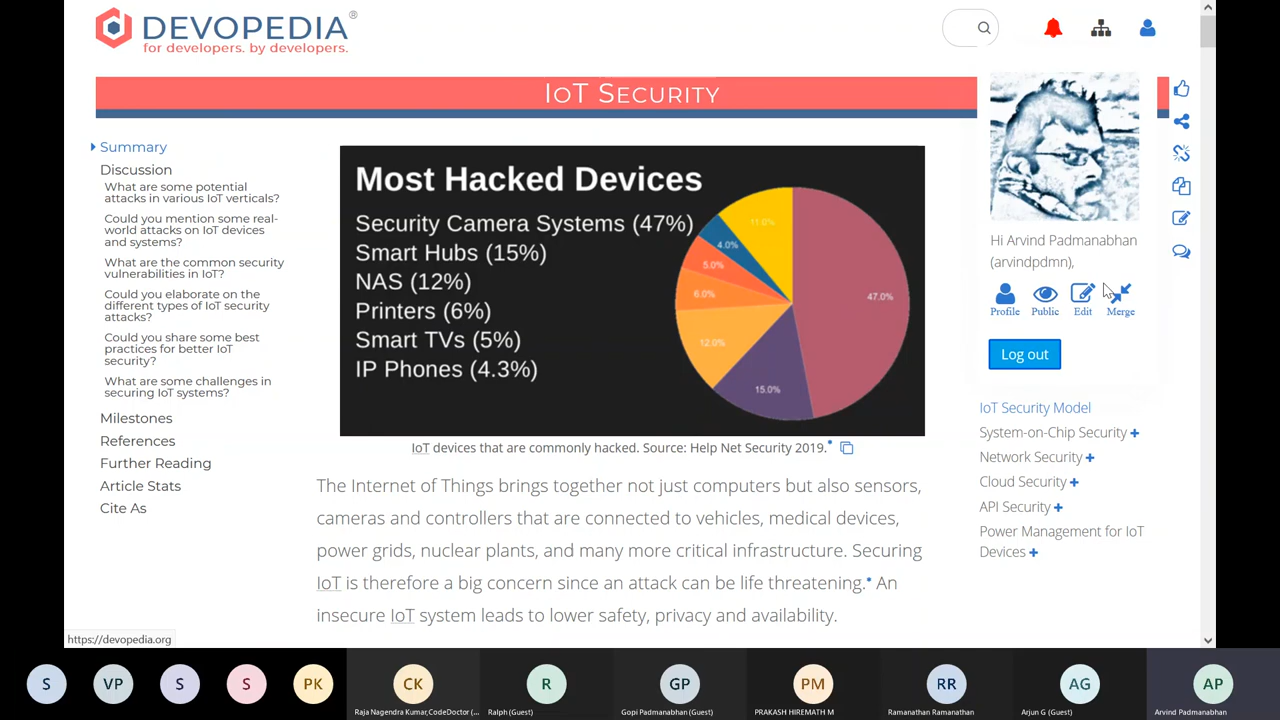 DEVOPEDIA®
for developers. by developers.
IoT Security
Summary
Discussion
What are some potential
attacks in various IoT verticals?
Could you mention some real-
world attacks on IoT devices
and systems?
What are the common security
vulnerabilities in IoT?
Could you elaborate on the
different types of IoT security
attacks?
Could you share some best
practices for better IoT
security?
What are some challenges in
securing IoT systems?
Milestones
References
Further Reading
Article Stats
Cite As
Most Hacked Devices
Security Camera Systems (47%)
Smart Hubs (15%)
NAS (12%)
Printers (6%)
Smart TVs (5%)
IP Phones (4.3%)
11.0%
4.0%
5.0%
6.0%
12.0%
15.0%
47.0%
IoT devices that are commonly hacked. Source: Help Net Security 2019.*
The Internet of Things brings together not just computers but also sensors,
cameras and controllers that are connected to vehicles, medical devices,
power grids, nuclear plants, and many more critical infrastructure. Securing
IoT is therefore a big concern since an attack can be life threatening.* An
insecure IoT system leads to lower safety, privacy and availability.
Hi Arvind Padmanabhan
(arvindpdmn),
Profile Public Edit Merge
Log out
IoT Security Model
System-on-Chip Security +
Network Security +
Cloud Security +
API Security +
Power Management for IoT
Devices +
https://devopedia.org
S VP S S PK CK R GP PM RR AG AP
Raja Nagendra Kumar,CodeDoctor (... Ralph (Guest) Gopi Padmanabhan (Guest) PRAKASH HIREMATH M Ramanathan Ramanathan Arjun G (Guest) Arvind Padmanabhan